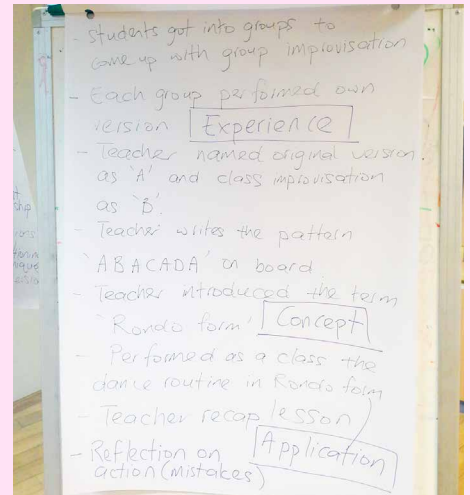 - Students got into groups to
come up with group improvisation
- Each group performed own
version Experience
- Teacher named original version
as 'A' and class improvisation
as 'B'.
- Teacher writes the pattern
'ABACADA' on board
- Teacher introduced the term
'Rondo form' Concept
- Performed as a class the
dance routine in Rondo form
- Teacher recap lesson
- Reflection on Application
action (mistakes)